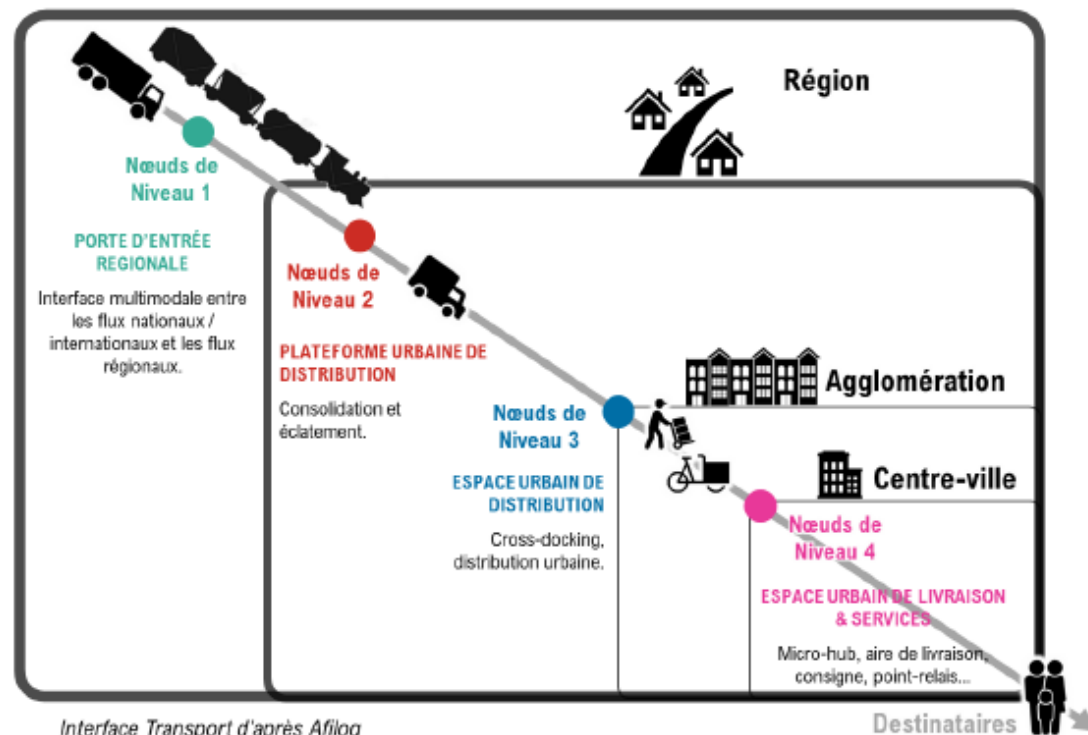 Région
Nœuds de
Niveau 1
PORTE D'ENTRÉE
REGIONALE
Interface multimodale entre
les flux nationaux /
internationaux et les flux
régionaux.
Nœuds de
Niveau 2
PLATEFORME URBAINE DE
DISTRIBUTION
Consolidation et
éclatement.
Agglomération
Nœuds de
Niveau 3
ESPACE URBAIN DE
DISTRIBUTION
Cross-docking,
distribution urbaine.
Centre-ville
Nœuds de
Niveau 4
ESPACE URBAIN DE LIVRAISON
& SERVICES
Micro-hub, aire de livraison,
consigne, point-relais...
Destinataires
Interface Transport d'après Afilog